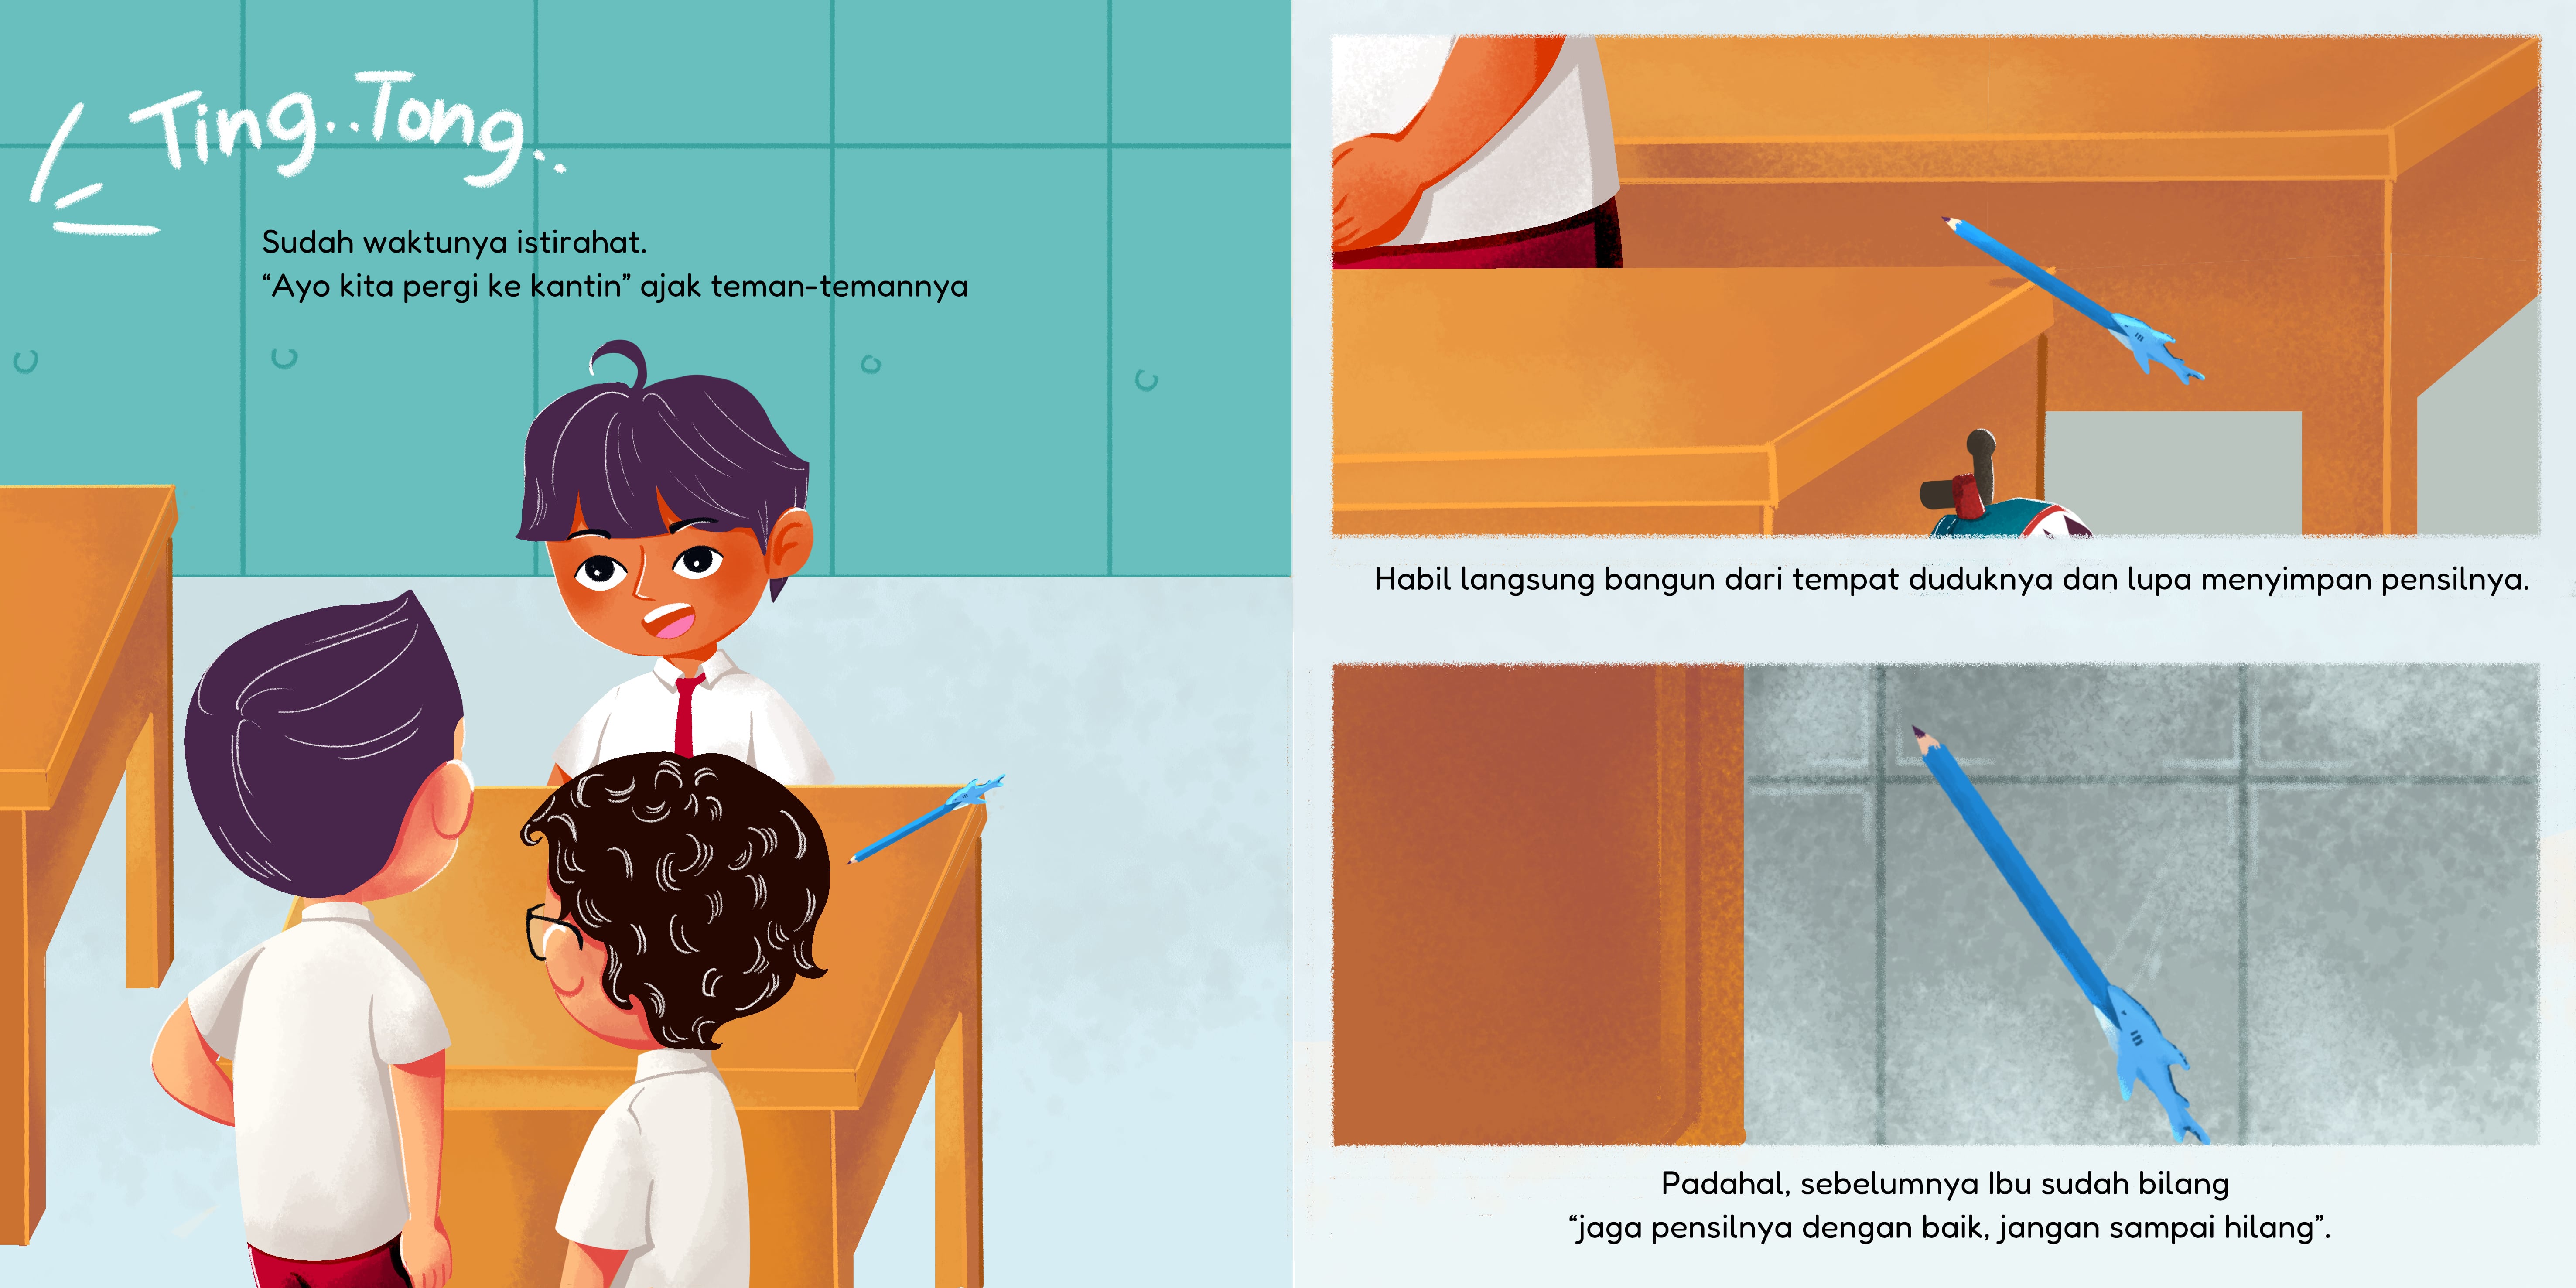 Ting..Tong..
Sudah waktunya istirahat.
“Ayo kita pergi ke kantin” ajak teman-temannya
Habil langsung bangun dari tempat duduknya dan lupa menyimpan pensilnya.
Padahal, sebelumnya Ibu sudah bilang
“jaga pensilnya dengan baik, jangan sampai hilang”.